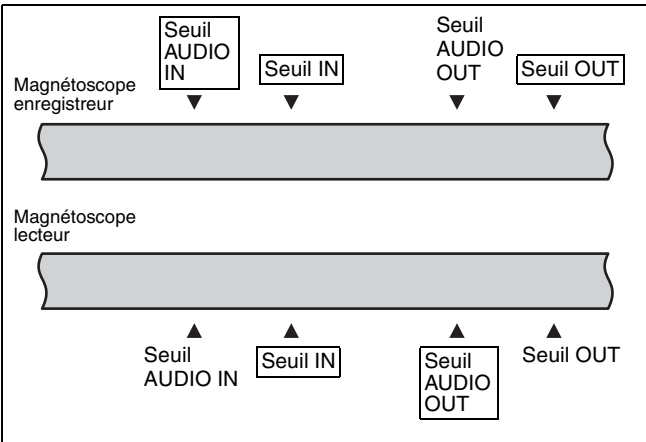 Seuil
AUDIO
IN
Seuil IN
Seuil
AUDIO
OUT
Seuil OUT
Magnétoscope
enregistreur
Magnétoscope
lecteur
Seuil
AUDIO IN
Seuil IN
Seuil
AUDIO
OUT
Seuil OUT